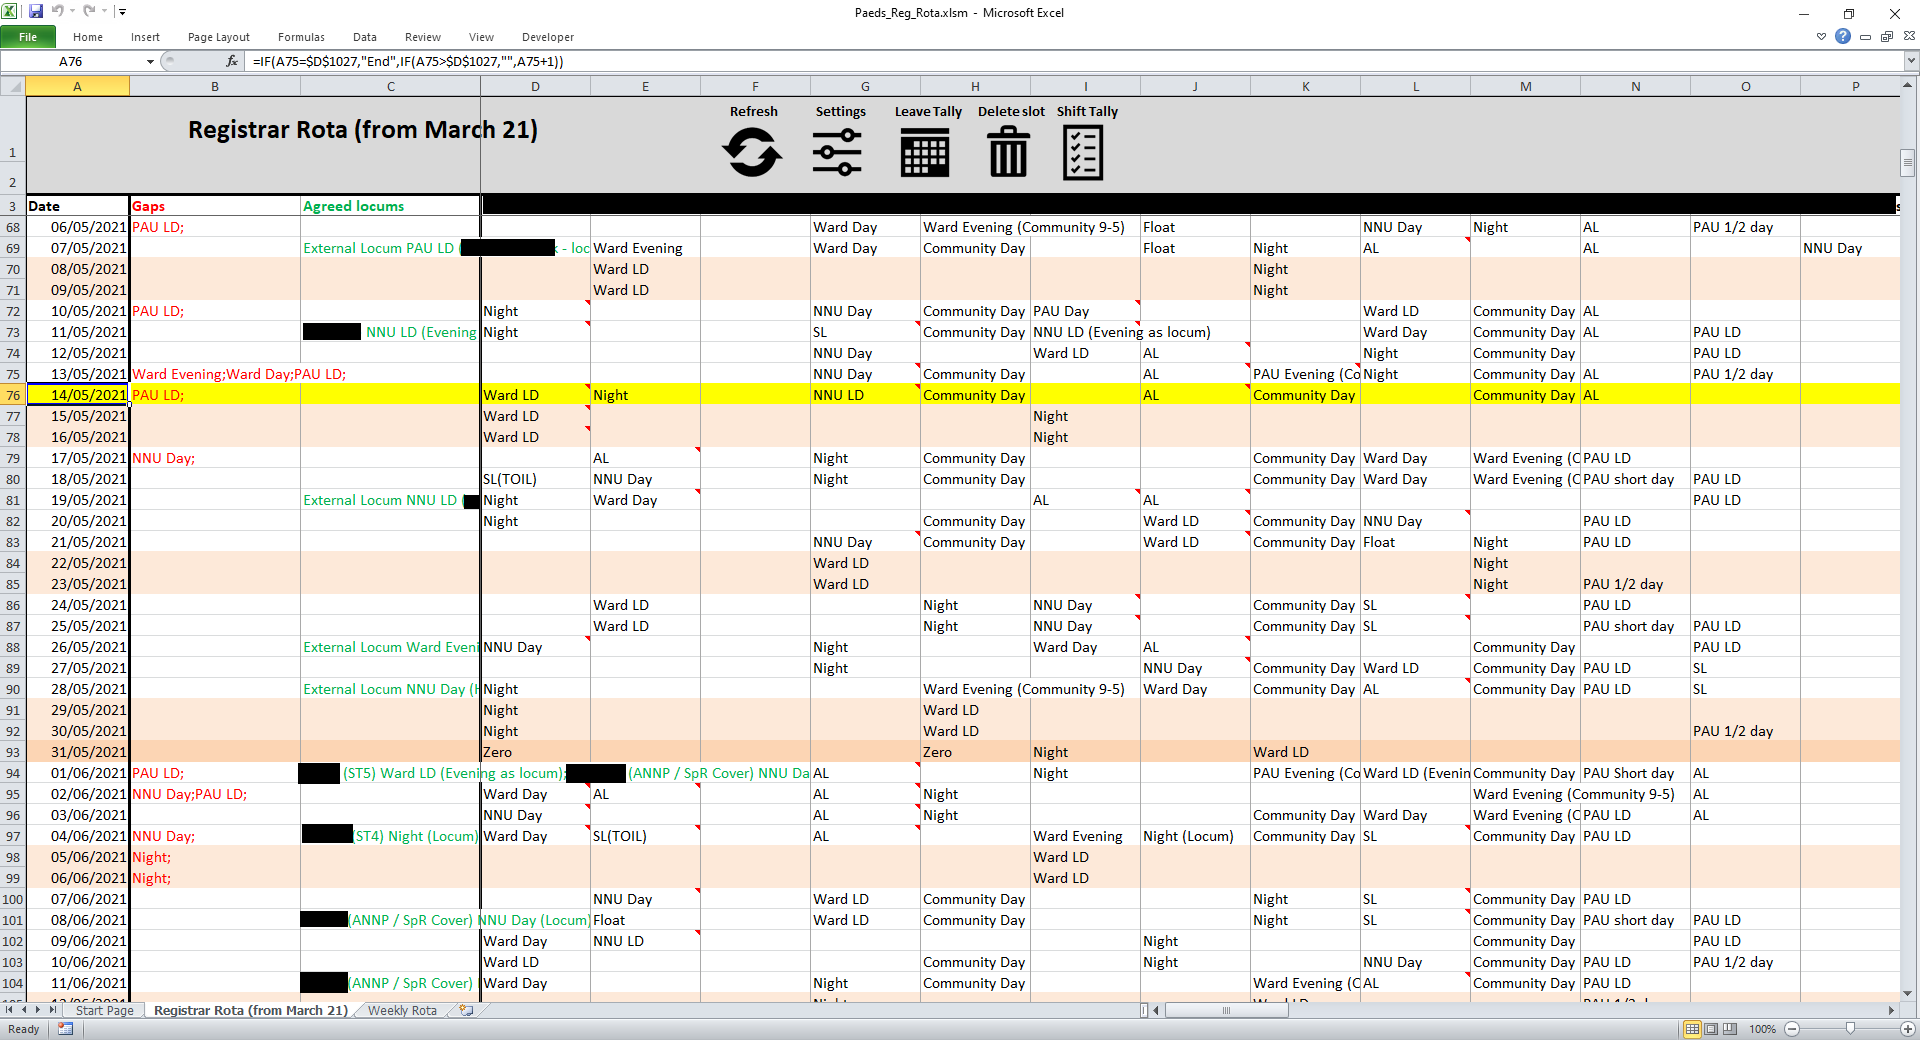 Paeds_Reg_Rota.xlsm - Microsoft Excel
File Home Insert Page Layout Formulas Data Review View Developer
A76 fx =IF(A75=$D$1027,"End",IF(A75>$D$1027,"",A75+1))
A B C D E F G H I J K L M N O P
Refresh Settings Leave Tally Delete slot Shift Tally
Registrar Rota (from March 21)
1
2
3 Date Gaps Agreed locums
68 06/05/2021 PAU LD; Ward Day Ward Evening (Community 9-5) Float NNU Day Night AL PAU 1/2 day
69 07/05/2021 External Locum PAU LD ( - loc Ward Evening Ward Day Community Day Float Night AL AL NNU Day
70 08/05/2021 Ward LD Night
71 09/05/2021 Ward LD Night
72 10/05/2021 PAU LD; Night NNU Day Community Day PAU Day Ward LD Community Day AL
73 11/05/2021 NNU LD (Evening Night SL Community Day NNU LD (Evening as locum) Ward Day Community Day AL PAU LD
74 12/05/2021 NNU Day Ward LD AL Night Community Day PAU LD
75 13/05/2021 Ward Evening;Ward Day;PAU LD; NNU Day Community Day AL PAU Evening (Co Night Community Day AL PAU 1/2 day
76 14/05/2021 PAU LD; Ward LD Night NNU LD Community Day AL Community Day Community Day AL
77 15/05/2021 Ward LD Night
78 16/05/2021 Ward LD Night
79 17/05/2021 NNU Day; AL Night Community Day Community Day Ward Day Ward Evening (C PAU LD
80 18/05/2021 SL(TOIL) NNU Day Night Community Day Community Day Ward Day Ward Evening (C PAU short day PAU LD
81 19/05/2021 External Locum NNU LD ( Night Ward Day AL AL PAU LD
82 20/05/2021 Night Community Day Ward LD Community Day NNU Day PAU LD
83 21/05/2021 NNU Day Community Day Ward LD Community Day Float Night PAU LD
84 22/05/2021 Ward LD Night
85 23/05/2021 Ward LD Night PAU 1/2 day
86 24/05/2021 Ward LD Night NNU Day Community Day SL PAU LD
87 25/05/2021 Ward LD Night NNU Day Community Day SL PAU short day PAU LD
88 26/05/2021 External Locum Ward Eveni NNU Day Night Ward Day AL Community Day PAU LD
89 27/05/2021 Night NNU Day Community Day Ward LD Community Day PAU LD SL
90 28/05/2021 External Locum NNU Day (H Night Ward Evening (Community 9-5) Ward Day Community Day AL Community Day PAU LD SL
91 29/05/2021 Night Ward LD
92 30/05/2021 Night Ward LD PAU 1/2 day
93 31/05/2021 Zero Zero Night Ward LD
94 01/06/2021 PAU LD; (ST5) Ward LD (Evening as locum); (ANNP / SpR Cover) NNU Da AL Night PAU Evening (Co Ward LD (Evenin Community Day PAU Short day AL
95 02/06/2021 NNU Day;PAU LD; Ward Day AL AL Night Ward Evening (Community 9-5) AL
96 03/06/2021 NNU Day AL Night Community Day Ward Day Ward Evening (C PAU LD AL
97 04/06/2021 NNU Day; (ST4) Night (Locum) Ward Day SL(TOIL) AL Ward Evening Night (Locum) Community Day SL Community Day PAU LD
98 05/06/2021 Night; Ward LD
99 06/06/2021 Night; Ward LD
100 07/06/2021 NNU Day Ward LD Community Day Night SL Community Day PAU LD
101 08/06/2021 (ANNP / SpR Cover) NNU Day (Locum) Float Ward LD Community Day Night SL Community Day PAU short day PAU LD
102 09/06/2021 Ward Day NNU LD Night Community Day PAU LD
103 10/06/2021 Ward LD Community Day Night NNU Day Community Day PAU LD PAU 1/2 day
104 11/06/2021 (ANNP / SpR Cover) Ward Day Night Community Day Ward Evening (C AL Community Day PAU LD
Start Page Registrar Rota (from March 21) Weekly Rota
Ready 100%